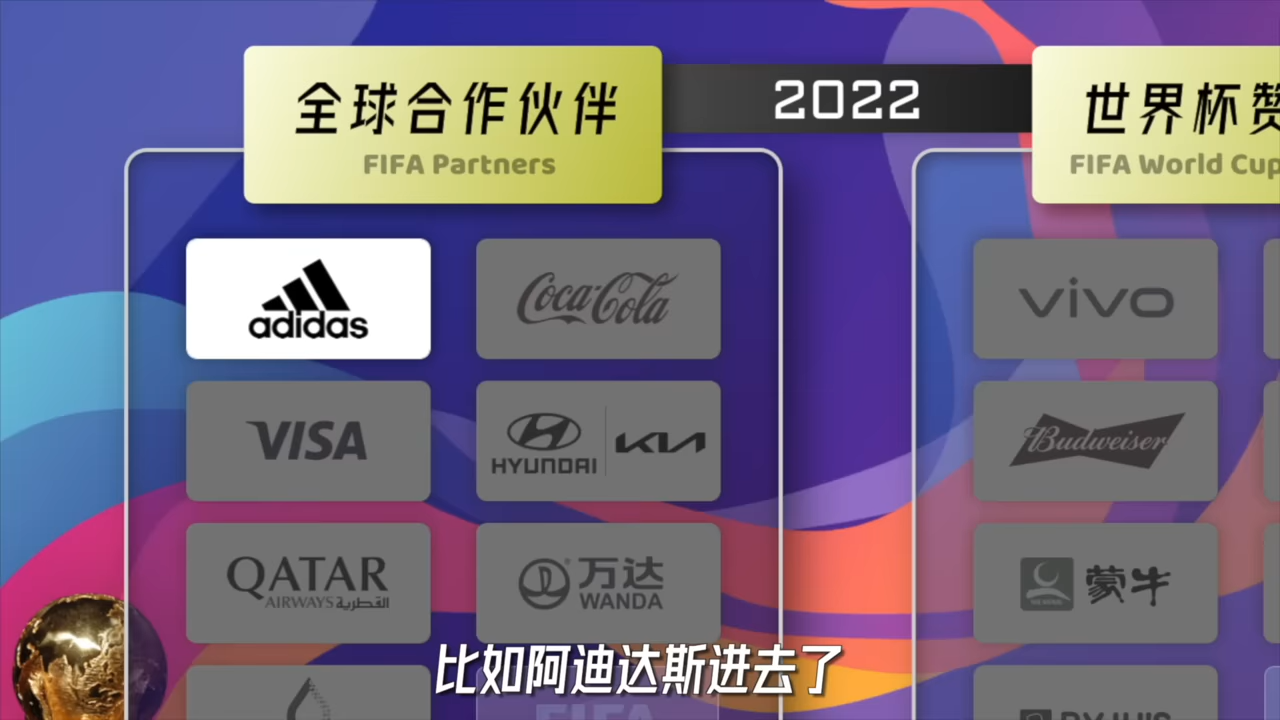 全球合作伙伴
FIFA Partners
2022
世界杯赞
FIFA World Cup
adidas
Coca-Cola
vivo
VISA
HYUNDAI
KIA
Budweiser
QATAR
AIRWAYS القطرية
万达
WANDA
蒙牛
比如阿迪达斯进去了
FIFA